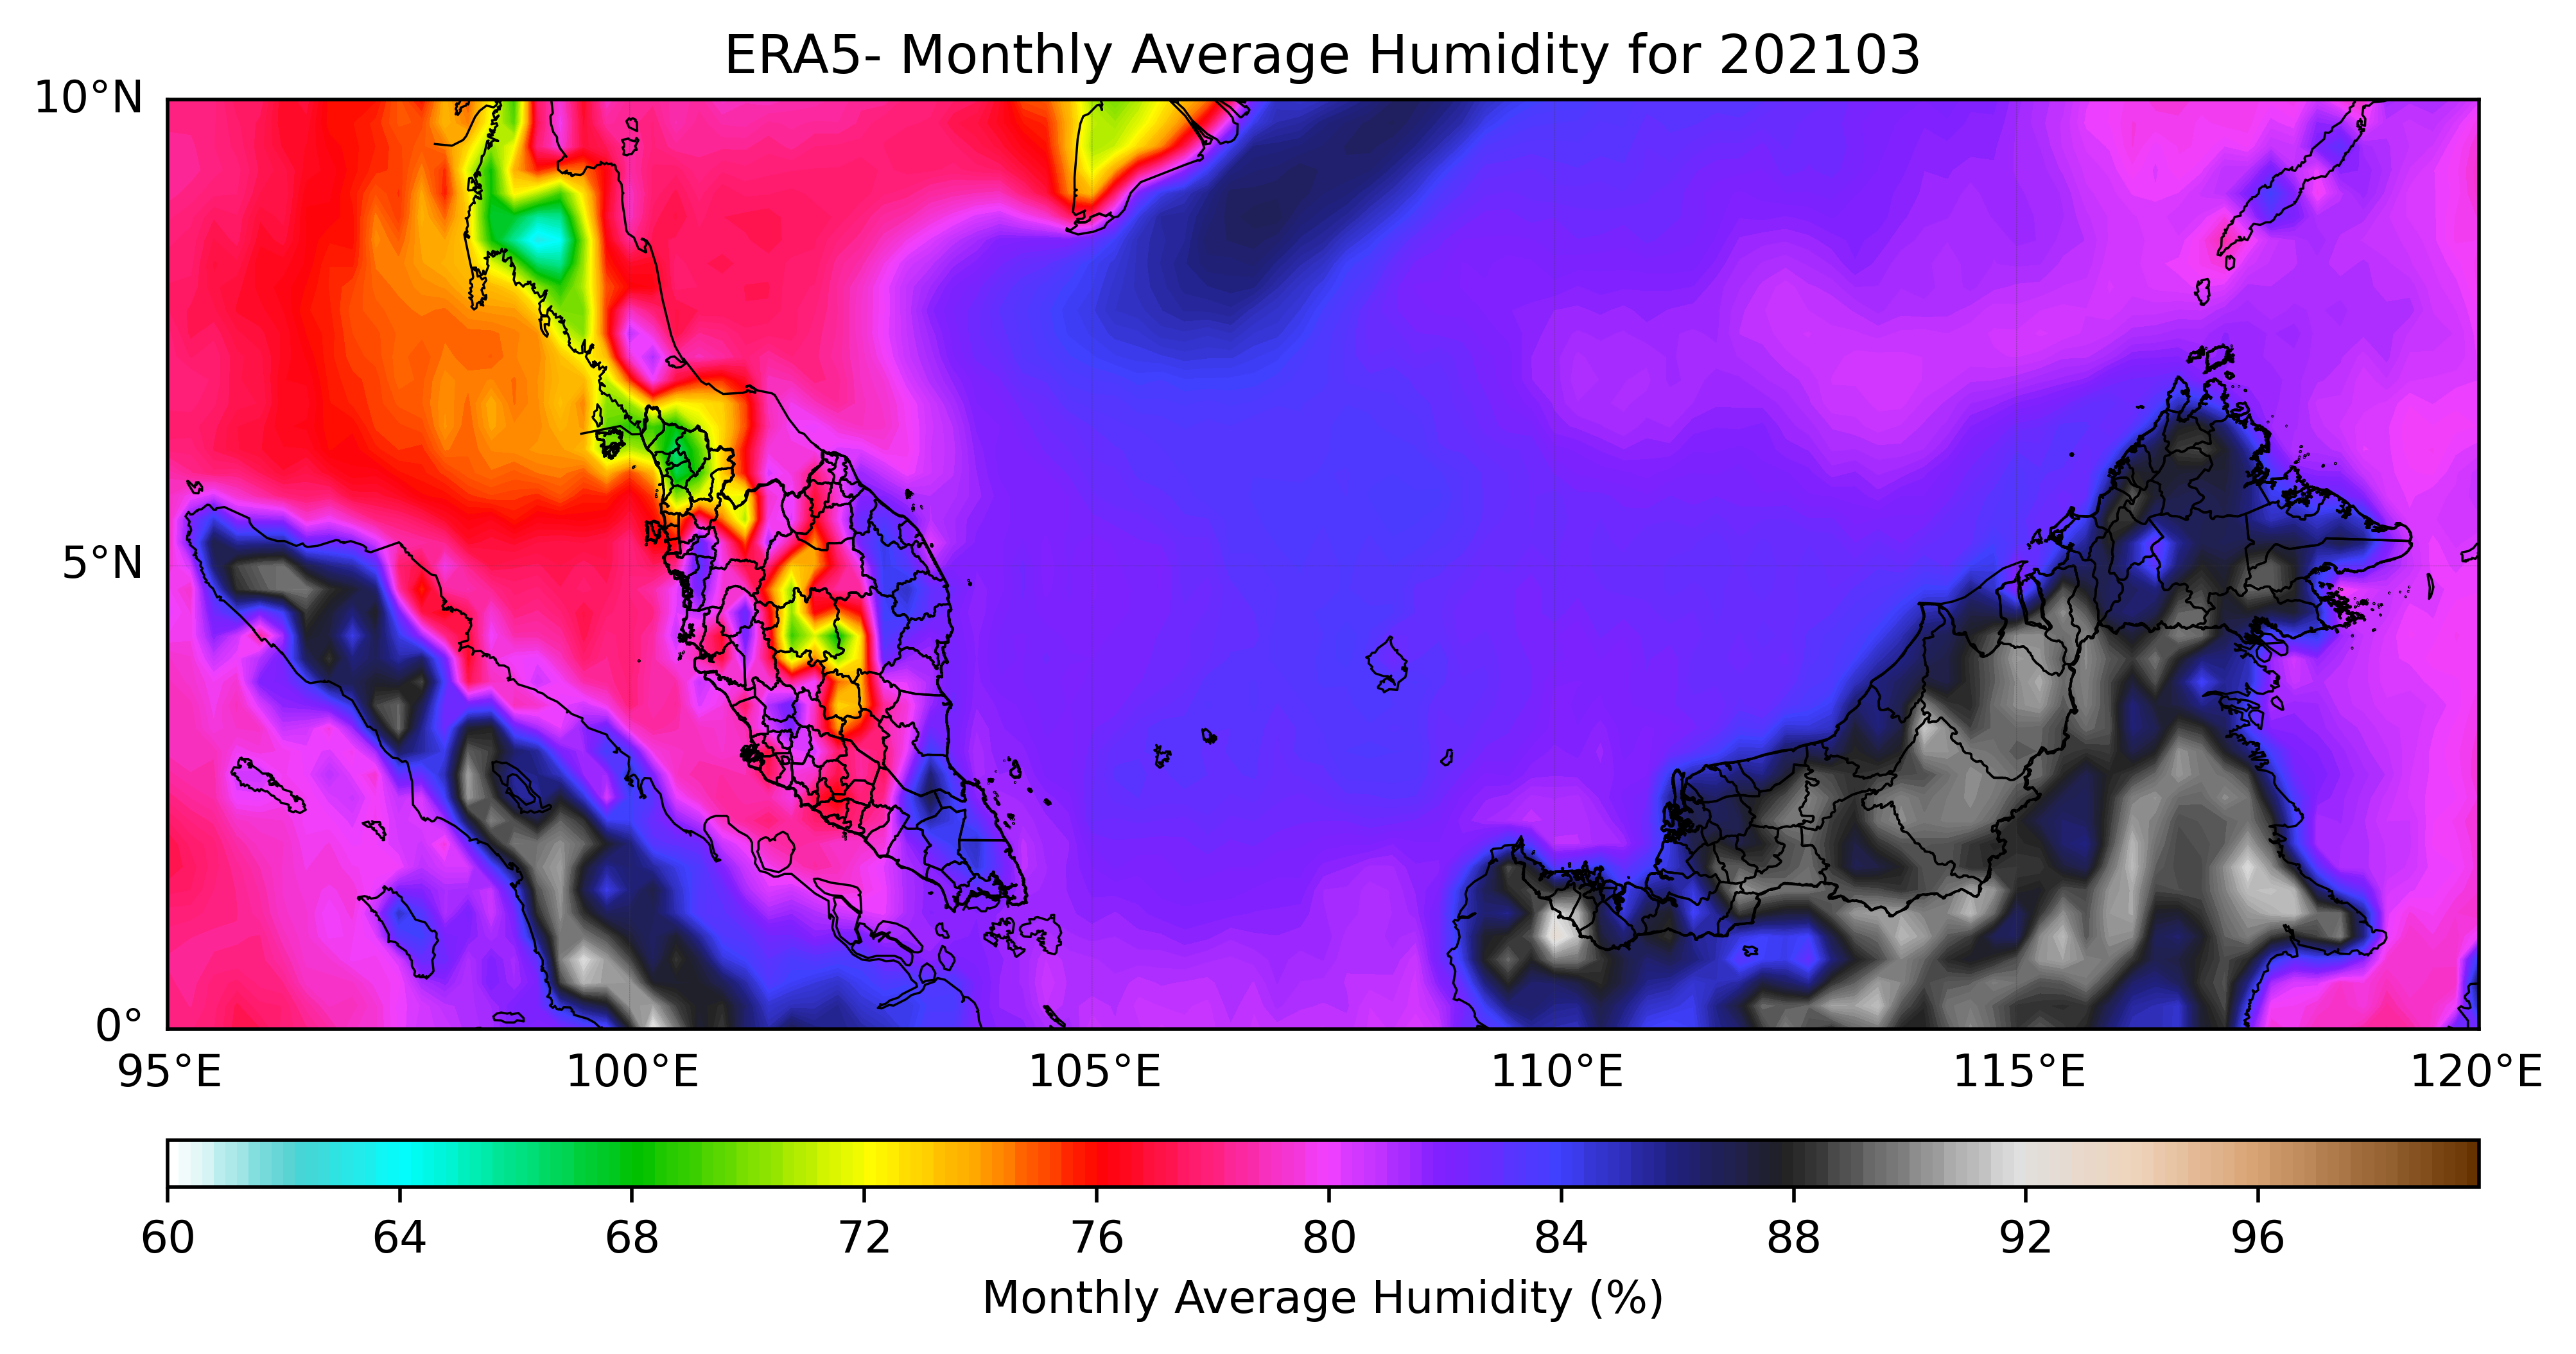 ERA5- Monthly Average Humidity for 202103
10°N
5°N
0°
95°E 100°E 105°E 110°E 115°E 120°E
60 64 68 72 76 80 84 88 92 96
Monthly Average Humidity (%)